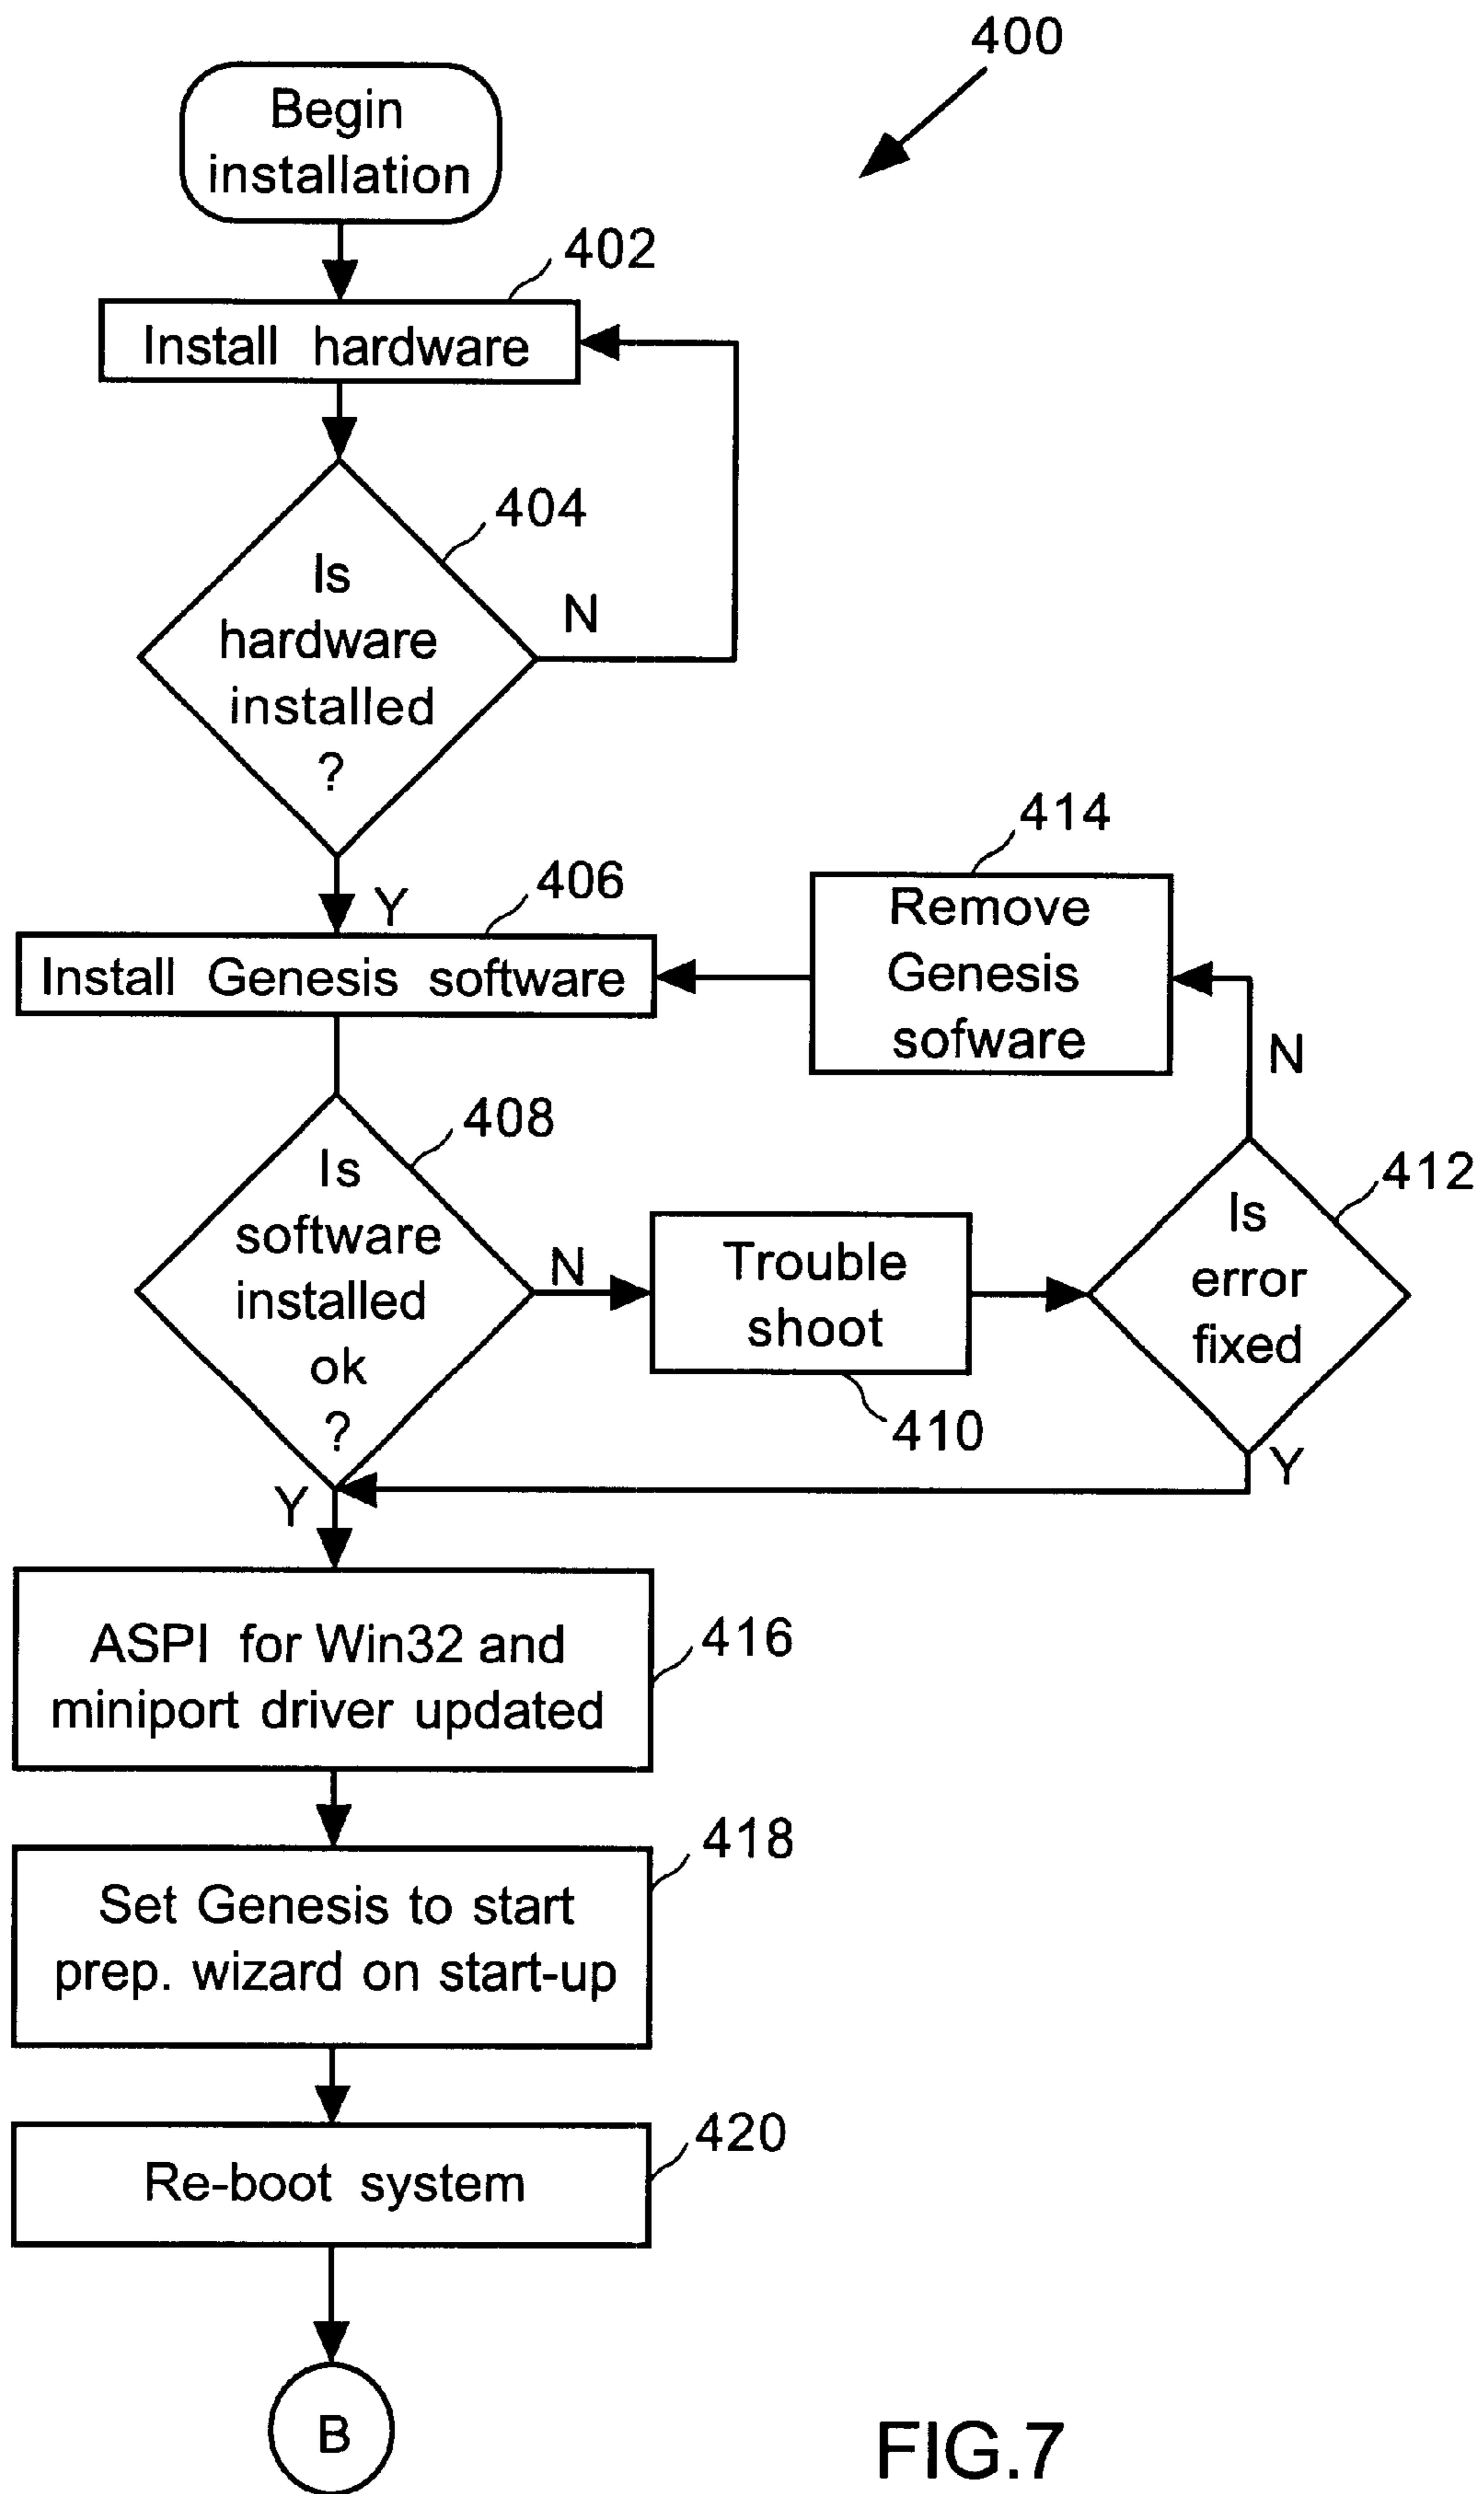 400
Begin
installation
402
Install hardware
404
Is
hardware
installed
?
N
Y
406
Install Genesis software
414
Remove
Genesis
sofware
N
408
Is
software
installed
ok
?
N
Trouble
shoot
410
412
Is
error
fixed
Y
Y
ASPI for Win32 and
miniport driver updated
416
Set Genesis to start
prep. wizard on start-up
418
Re-boot system
420
B
FIG.7